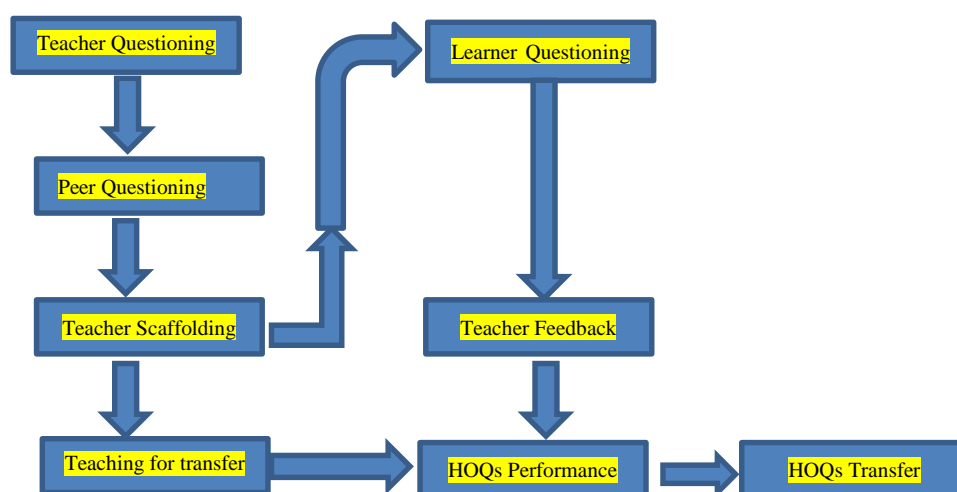 Teacher Questioning
Learner Questioning
Peer Questioning
Teacher Scaffolding
Teacher Feedback
Teaching for transfer
HOQs Performance
HOQs Transfer